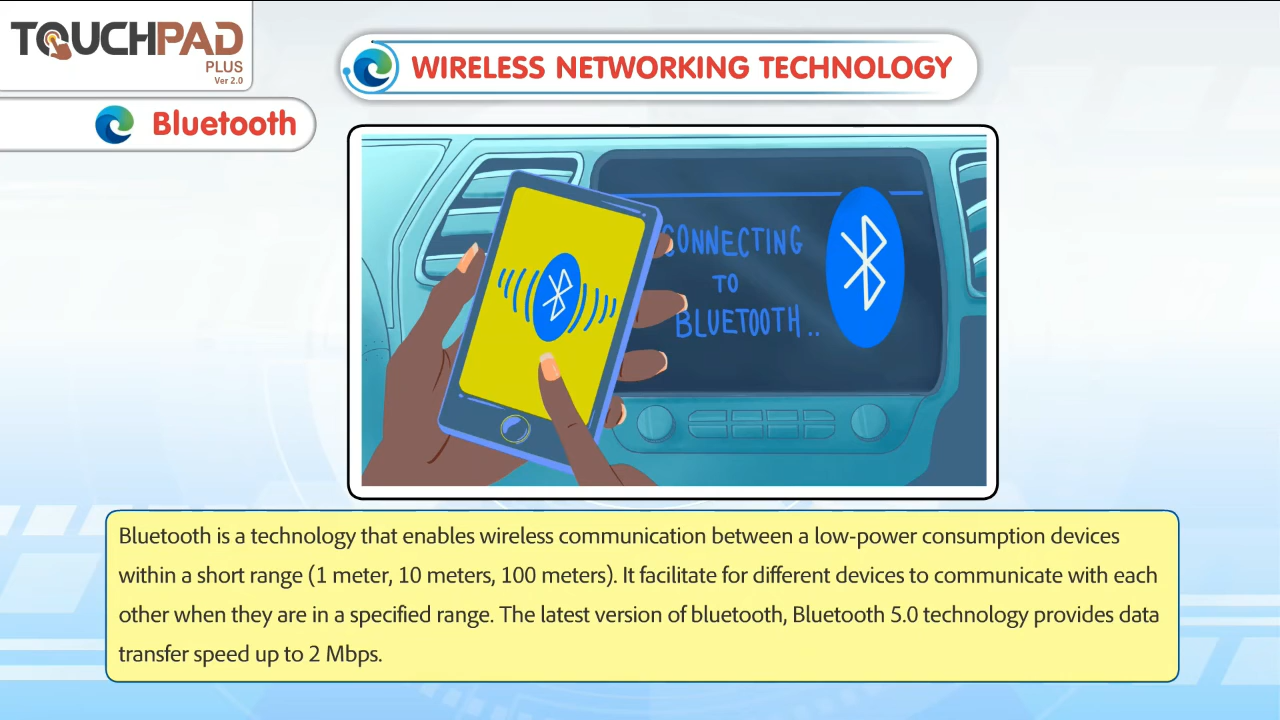 TOUCHPAD
PLUS
Ver 2.0
WIRELESS NETWORKING TECHNOLOGY
Bluetooth
CONNECTING
TO
BLUETOOTH..
Bluetooth is a technology that enables wireless communication between a low-power consumption devices
within a short range (1 meter, 10 meters, 100 meters). It facilitate for different devices to communicate with each
other when they are in a specified range. The latest version of bluetooth, Bluetooth 5.0 technology provides data
transfer speed up to 2 Mbps.